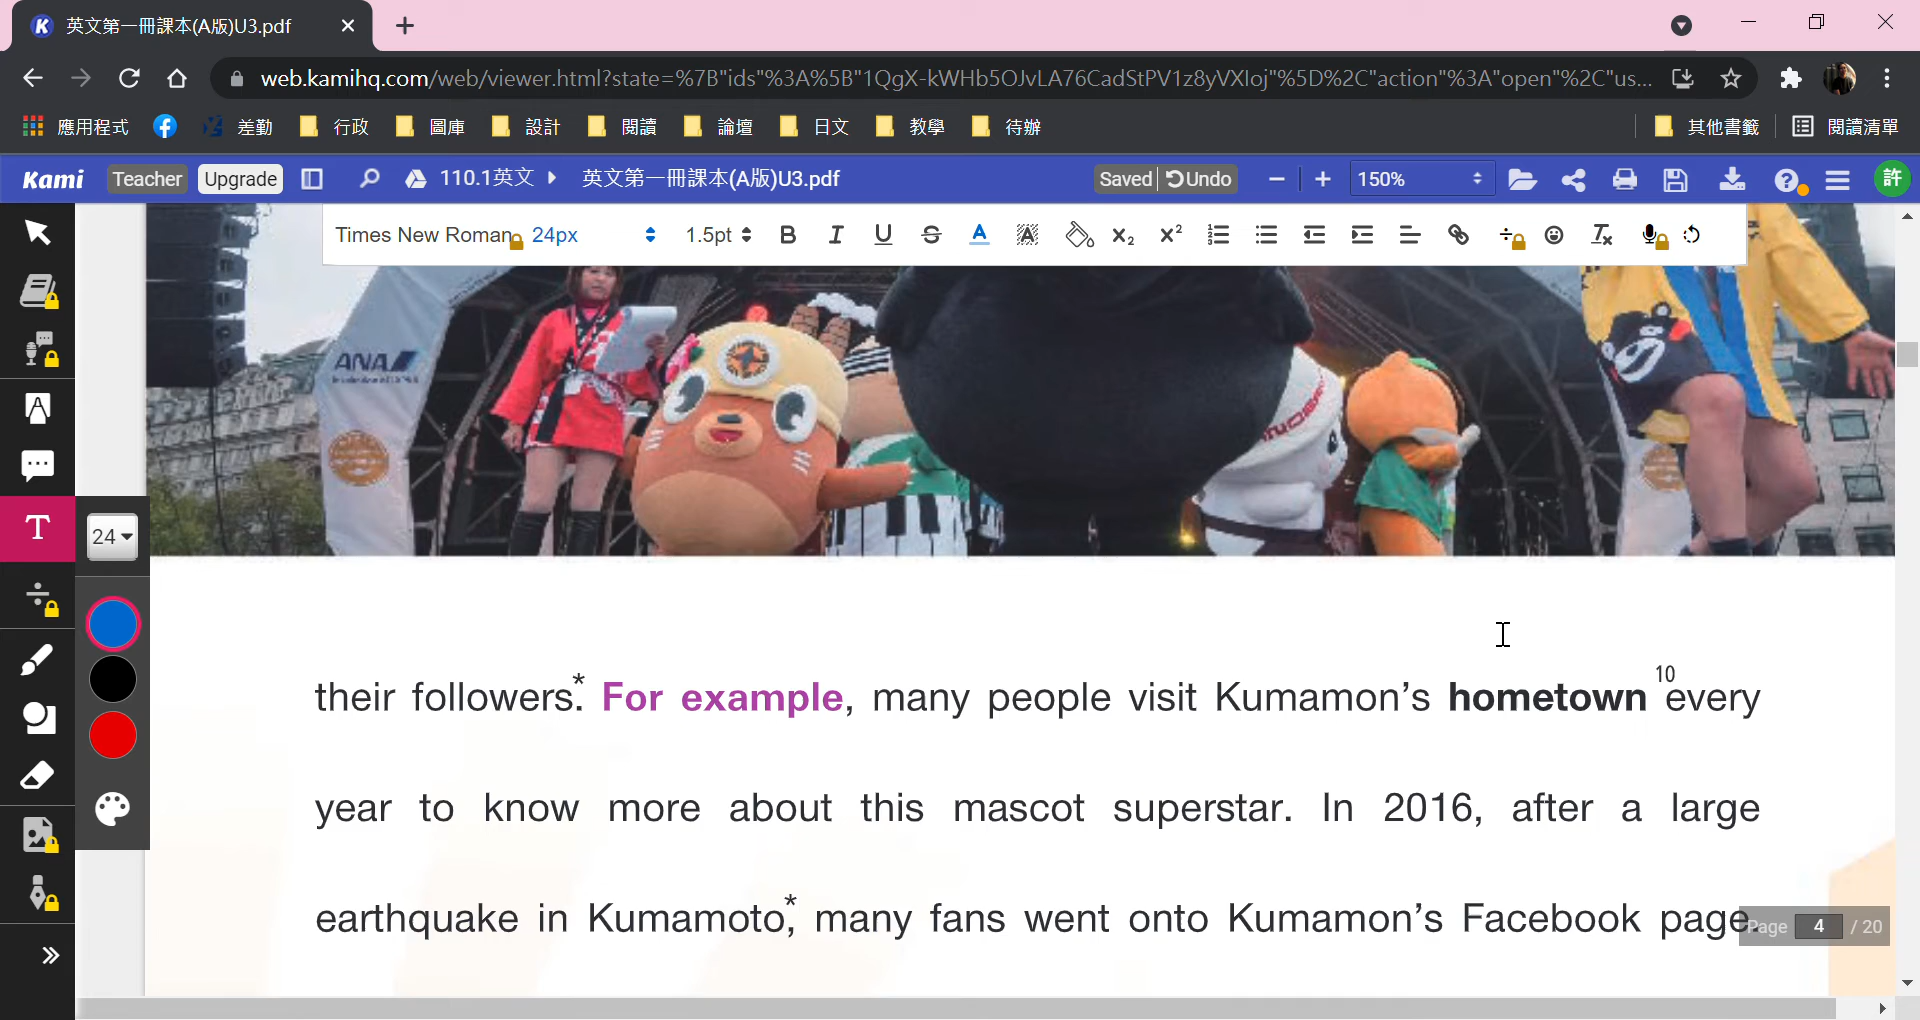 英文第一冊課本(A版)U3.pdf
web.kamihq.com/web/viewer.html?state=%7B"ids"%3A%5B"1QgX-kWHb5OJvLA76CadStPV1z8yVXloj"%5D%2C"action"%3A"open"%2C"us...
應用程式 差勤 行政 圖庫 設計 閱讀 論壇 日文 教學 待辦 其他書籤 閱讀清單
Kami Teacher Upgrade 110.1英文 英文第一冊課本(A版)U3.pdf Saved Undo 150% 許
Times New Roman 24px 1.5pt
ANA
24
their followers.* For example, many people visit Kumamon's hometown 10 every
year to know more about this mascot superstar. In 2016, after a large
earthquake in Kumamoto,* many fans went onto Kumamon's Facebook page
Page 4 / 20